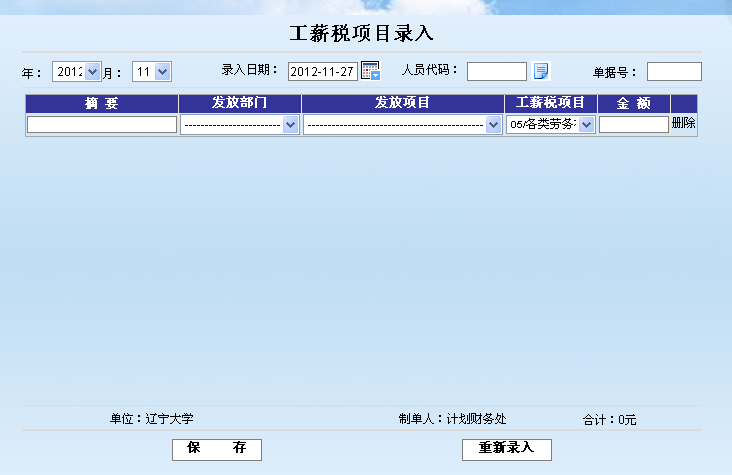 工薪税项目录入
年： 2012 月： 11 录入日期： 2012-11-27 人员代码： 单据号：
摘 要 发放部门 发放项目 工薪税项目 金 额
------------------------ -------------------------------------------- 05/各类劳务 删除
单位：辽宁大学 制单人：计划财务处 合计：0元
保 存 重新录入